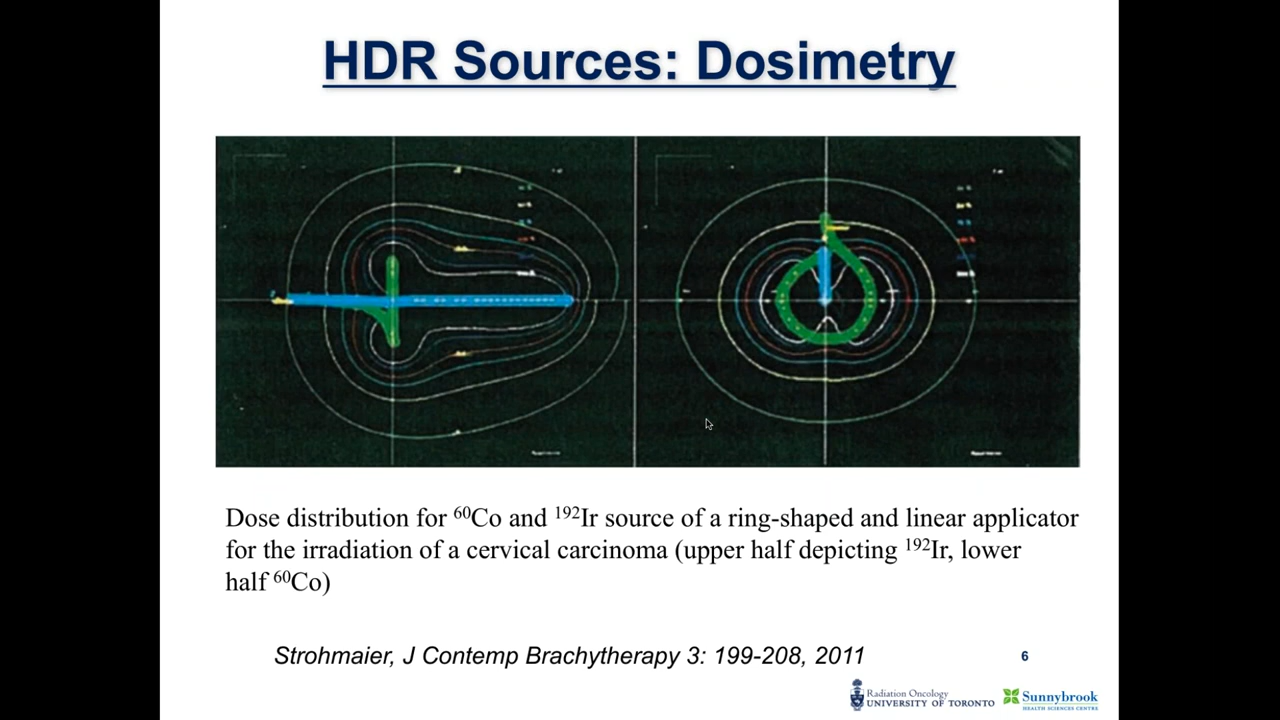 HDR Sources: Dosimetry
Dose distribution for ⁶⁰Co and ¹⁹²Ir source of a ring-shaped and linear applicator
for the irradiation of a cervical carcinoma (upper half depicting ¹⁹²Ir, lower
half ⁶⁰Co)
Strohmaier, J Contemp Brachytherapy 3: 199-208, 2011
6
Radiation Oncology
UNIVERSITY OF TORONTO
Sunnybrook
HEALTH SCIENCES CENTRE